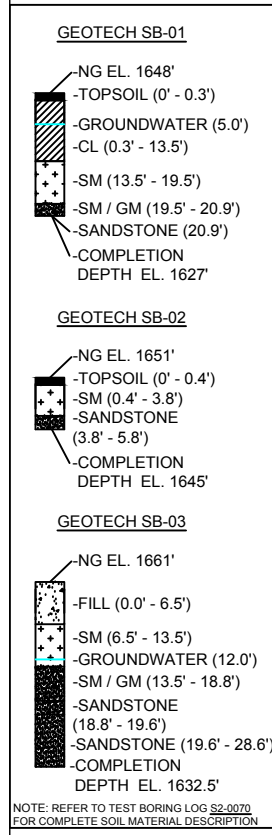 GEOTECH SB-01
-NG EL. 1648'
-TOPSOIL (0' - 0.3')
-GROUNDWATER (5.0')
-CL (0.3' - 13.5')
-SM (13.5' - 19.5')
-SM / GM (19.5' - 20.9')
-SANDSTONE (20.9')
-COMPLETION
DEPTH EL. 1627'
GEOTECH SB-02
-NG EL. 1651'
-TOPSOIL (0' - 0.4')
-SM (0.4' - 3.8')
-SANDSTONE
(3.8' - 5.8')
-COMPLETION
DEPTH EL. 1645'
GEOTECH SB-03
-NG EL. 1661'
-FILL (0.0' - 6.5')
-SM (6.5' - 13.5')
-GROUNDWATER (12.0')
-SM / GM (13.5' - 18.8')
-SANDSTONE
(18.8' - 19.6')
-SANDSTONE (19.6' - 28.6')
-COMPLETION
DEPTH EL. 1632.5'
NOTE: REFER TO TEST BORING LOG S2-0070
FOR COMPLETE SOIL MATERIAL DESCRIPTION